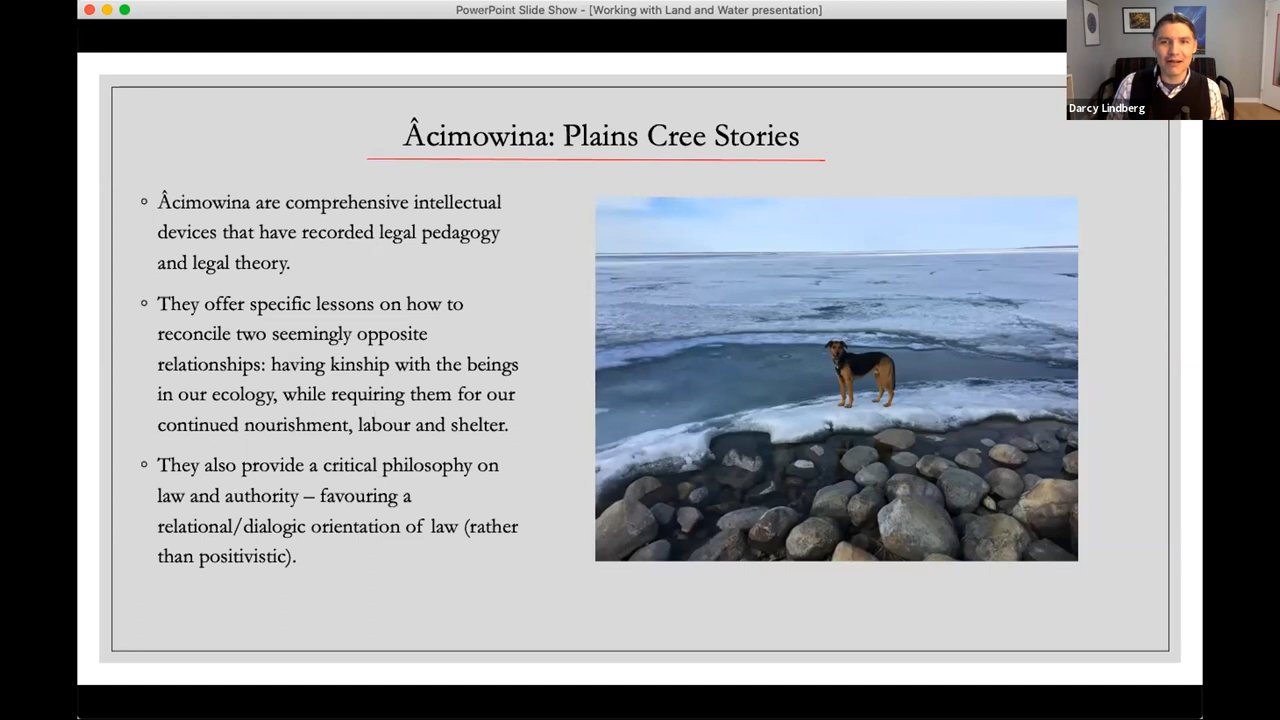 PowerPoint Slide Show - [Working with Land and Water presentation]
Darcy Lindberg
Âcimowina: Plains Cree Stories
Âcimowina are comprehensive intellectual
devices that have recorded legal pedagogy
and legal theory.
They offer specific lessons on how to
reconcile two seemingly opposite
relationships: having kinship with the beings
in our ecology, while requiring them for our
continued nourishment, labour and shelter.
They also provide a critical philosophy on
law and authority – favouring a
relational/dialogic orientation of law (rather
than positivistic).